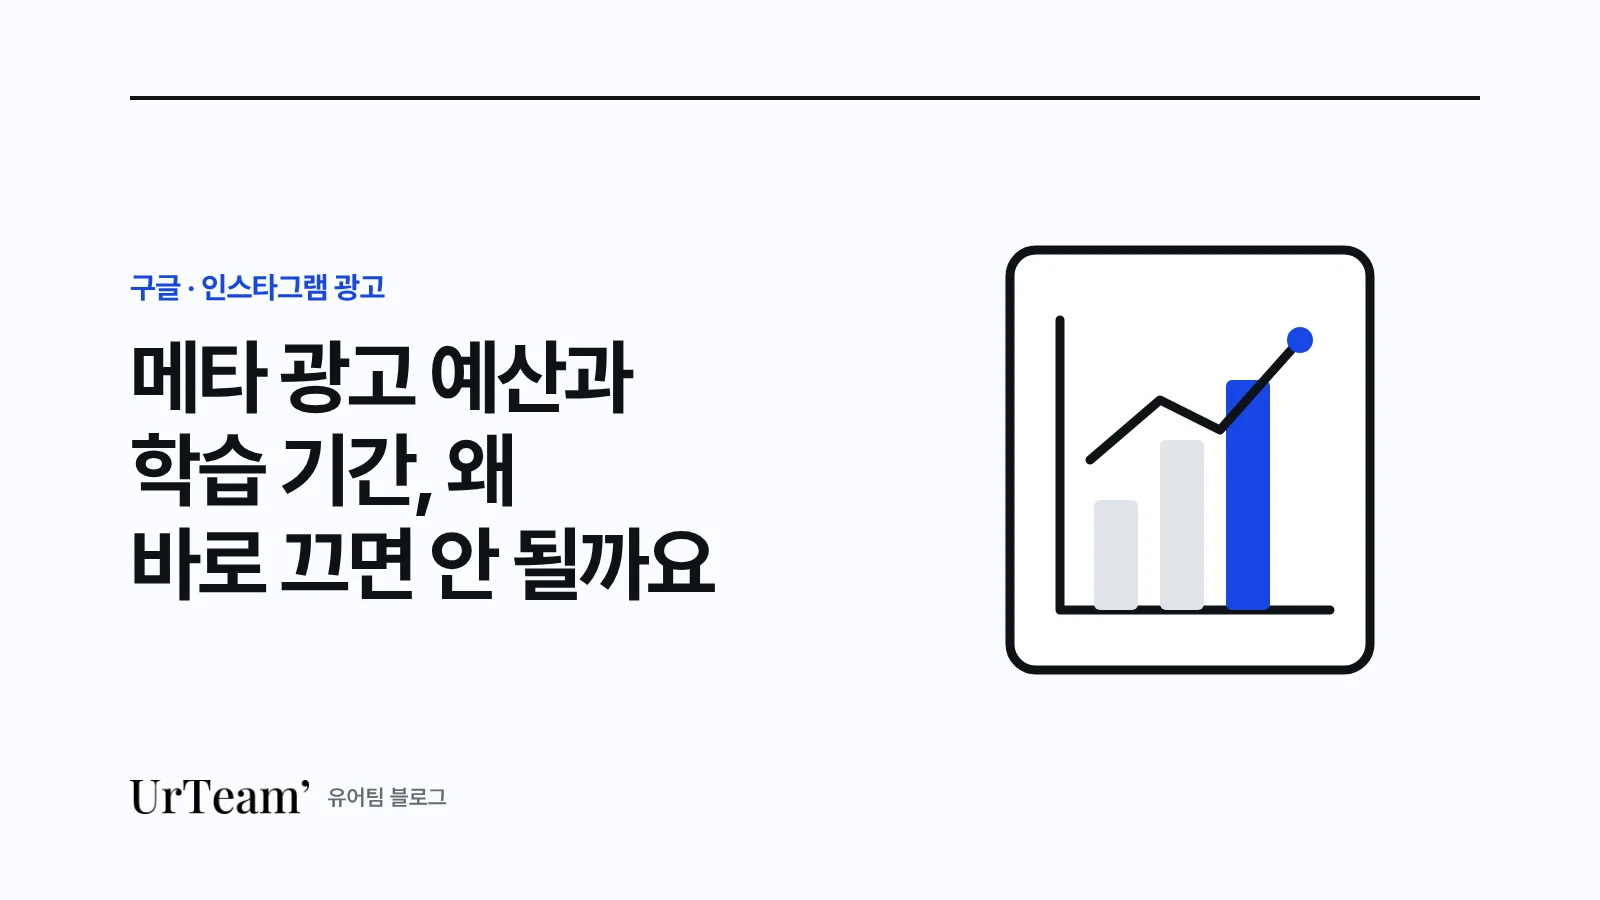 구글 · 인스타그램 광고
메타 광고 예산과
학습 기간, 왜
바로 끄면 안 될까요
UrTeam’ 유어팀 블로그